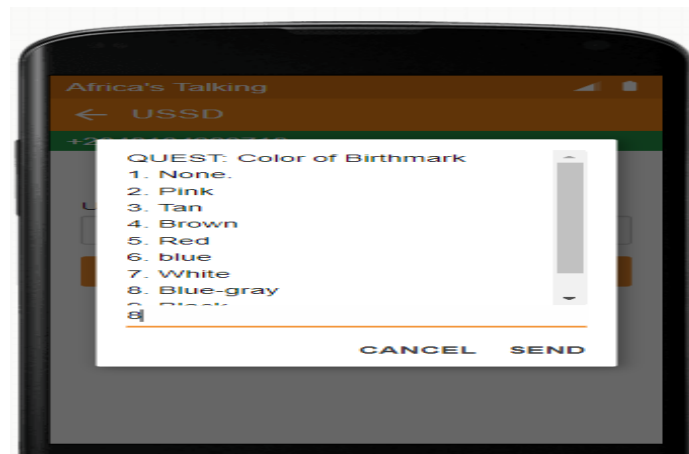 Africa's Talking
← USSD
QUEST: Color of Birthmark
1. None.
2. Pink
3. Tan
4. Brown
5. Red
6. blue
7. White
8. Blue-gray
8
CANCEL SEND